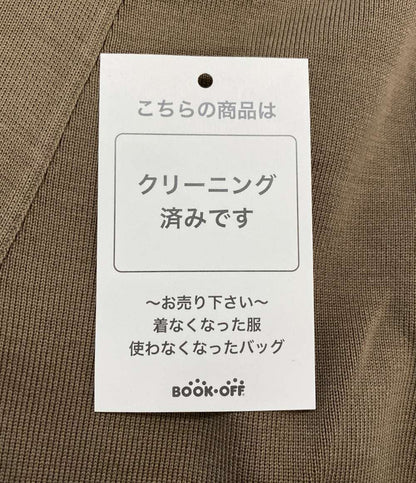 こちらの商品は
クリーニング
済みです
〜お売り下さい〜
着なくなった服
使わなくなったバッグ
BOOK・OFF